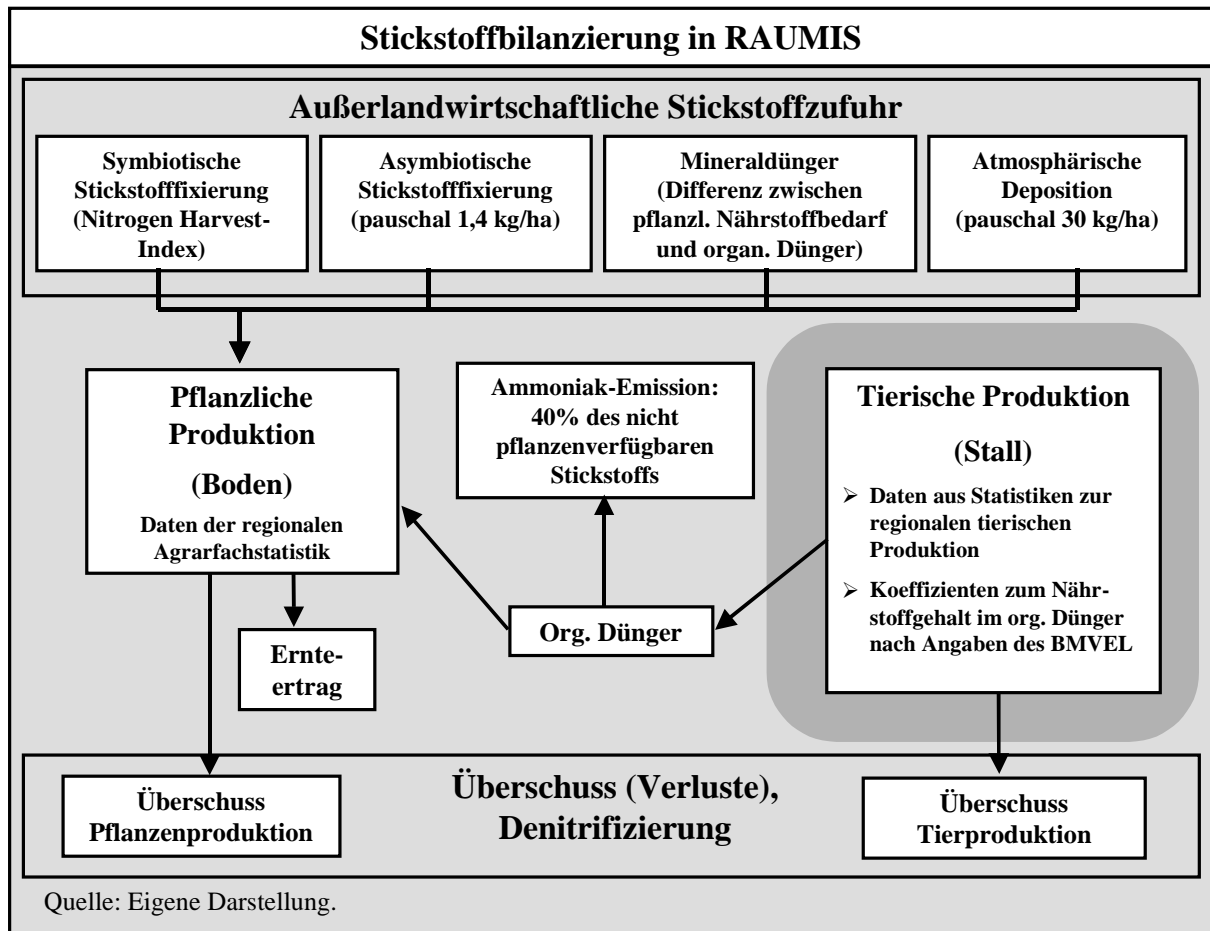 Stickstoffbilanzierung in RAUMIS
Außerlandwirtschaftliche Stickstoffzufuhr
Symbiotische
Stickstofffixierung
(Nitrogen Harvest-
Index)
Asymbiotische
Stickstofffixierung
(pauschal 1,4 kg/ha)
Mineraldünger
(Differenz zwischen
pflanzl. Nährstoffbedarf
und organ. Dünger)
Atmosphärische
Deposition
(pauschal 30 kg/ha)
Pflanzliche
Produktion
(Boden)
Daten der regionalen
Agrarfachstatistik
Ammoniak-Emission:
40% des nicht
pflanzenverfügbaren
Stickstoffs
Tierische Produktion
(Stall)
➢ Daten aus Statistiken zur
regionalen tierischen
Produktion
➢ Koeffizienten zum Nähr-
stoffgehalt im org. Dünger
nach Angaben des BMVEL
Org. Dünger
Ernte-
ertrag
Überschuss
Pflanzenproduktion
Überschuss (Verluste),
Denitrifizierung
Überschuss
Tierproduktion
Quelle: Eigene Darstellung.